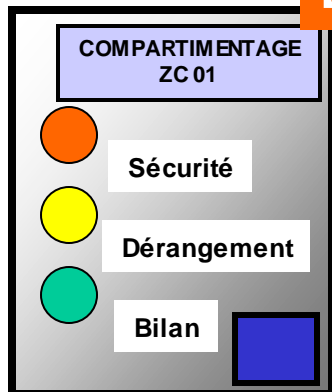 COMPARTIMENTAGE
ZC 01
Sécurité
Dérangement
Bilan